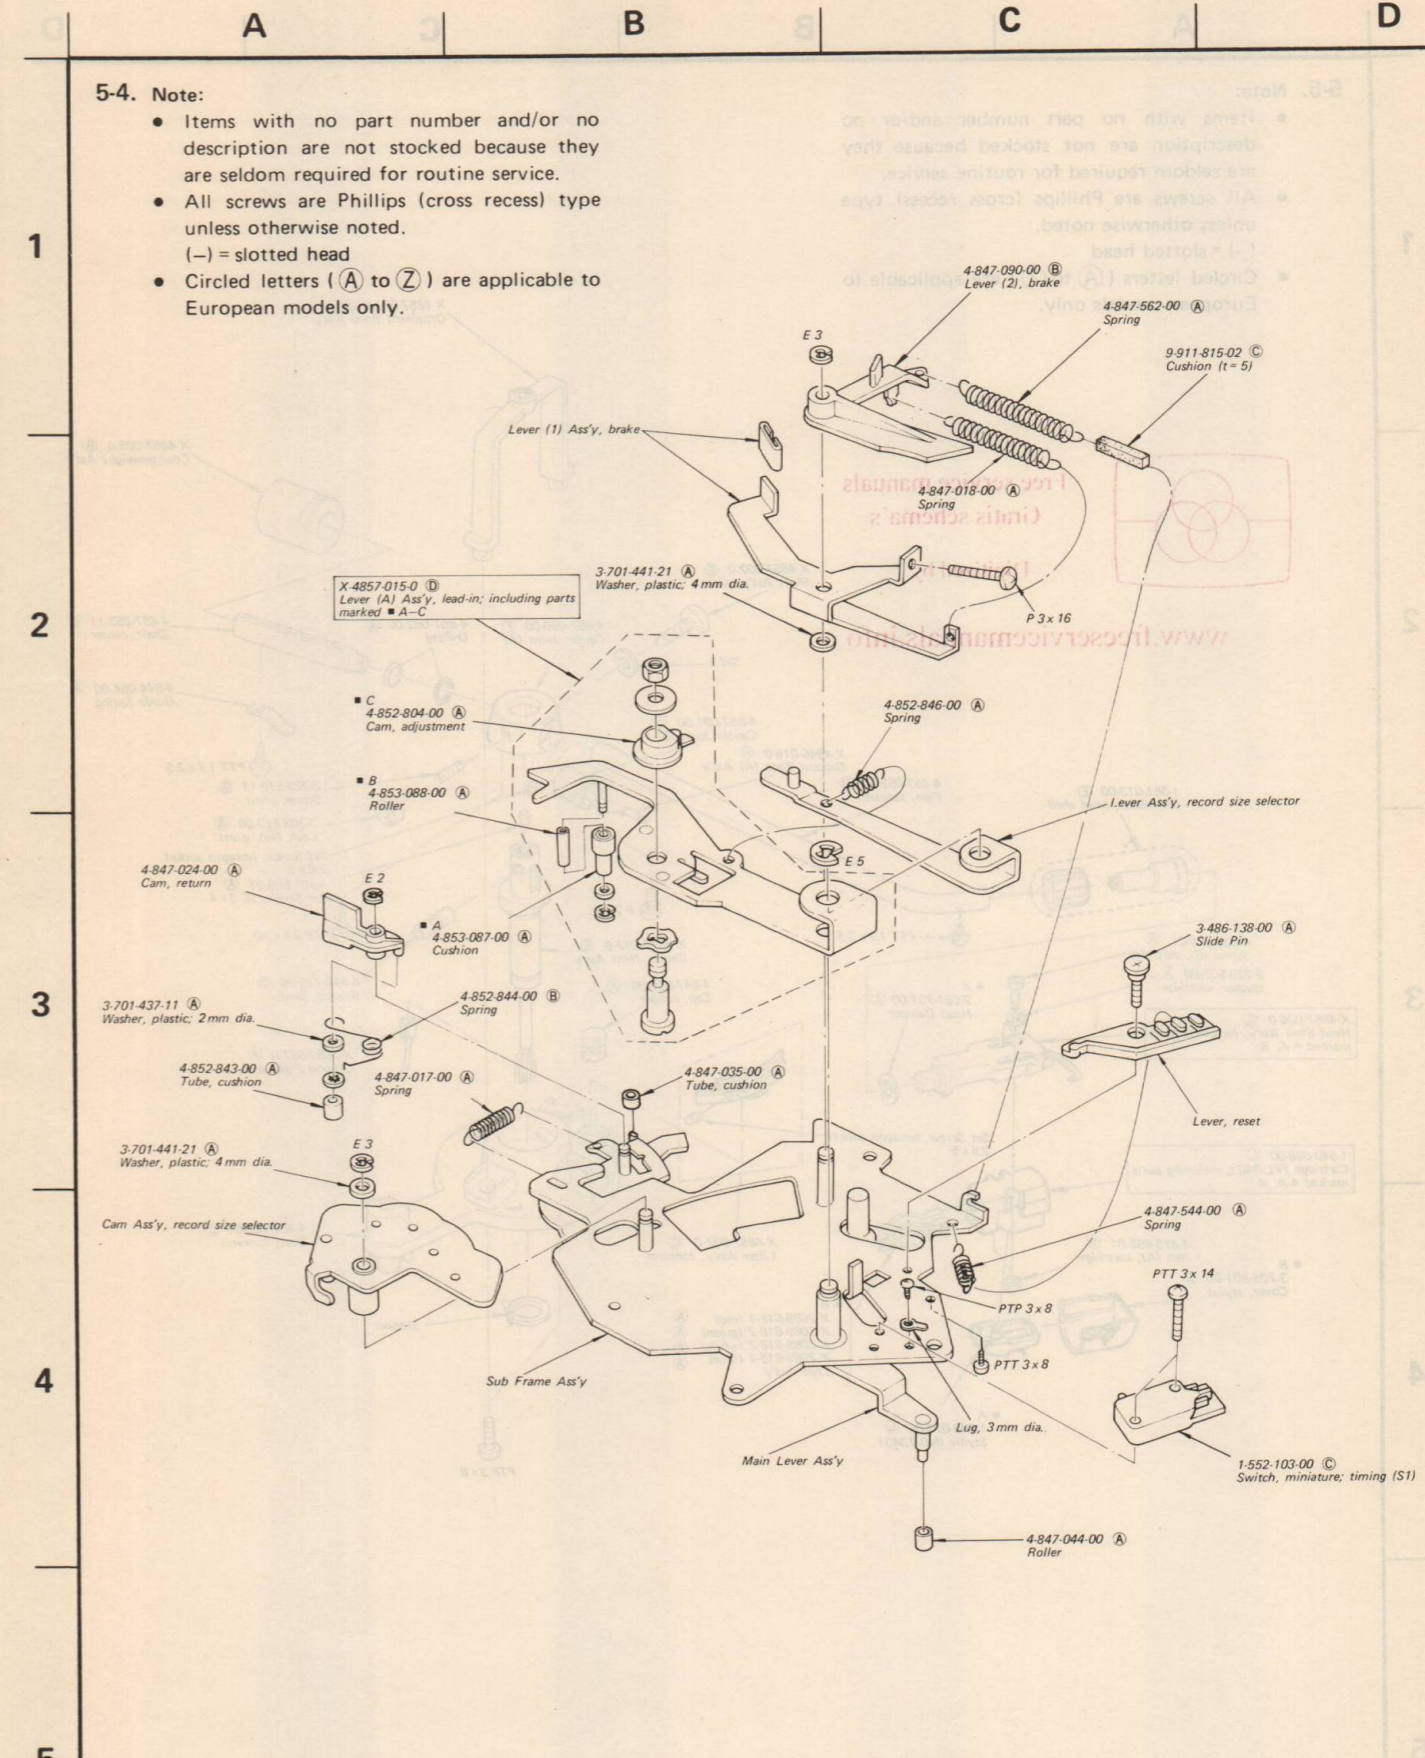 A
B
C
D
1
2
3
4
5
5-4. Note:
• Items with no part number and/or no
description are not stocked because they
are seldom required for routine service.
• All screws are Phillips (cross recess) type
unless otherwise noted.
(–) = slotted head
• Circled letters ( Ⓐ to Ⓩ ) are applicable to
European models only.
4-847-090-00 Ⓑ
Lever (2), brake
4-847-562-00 Ⓐ
Spring
E 3
9-911-815-02 Ⓒ
Cushion (t = 5)
Lever (1) Ass'y, brake
4-847-018-00 Ⓐ
Spring
Free service manuals
Gratis schema's
www.freeservicemanuals.info
3-701-441-21 Ⓐ
Washer, plastic; 4 mm dia.
P 3 x 16
X-4857-015-0 Ⓓ
Lever (A) Ass'y, lead-in; including parts
marked ■ A–C
■ C
4-852-804-00 Ⓐ
Cam, adjustment
4-852-846-00 Ⓐ
Spring
■ B
4-853-088-00 Ⓐ
Roller
Lever Ass'y, record size selector
E 5
4-847-024-00 Ⓐ
Cam, return
E 2
■ A
4-853-087-00 Ⓐ
Cushion
3-486-138-00 Ⓐ
Slide Pin
3-701-437-11 Ⓐ
Washer, plastic; 2 mm dia.
4-852-844-00 Ⓑ
Spring
4-852-843-00 Ⓐ
Tube, cushion
4-847-017-00 Ⓐ
Spring
4-847-035-00 Ⓐ
Tube, cushion
Lever, reset
3-701-441-21 Ⓐ
Washer, plastic; 4 mm dia.
E 3
Cam Ass'y, record size selector
4-847-544-00 Ⓐ
Spring
PTT 3 x 14
PTP 3 x 8
PTT 3 x 8
Sub Frame Ass'y
Lug, 3 mm dia.
Main Lever Ass'y
1-552-103-00 Ⓒ
Switch, miniature; timing (S1)
4-847-044-00 Ⓐ
Roller